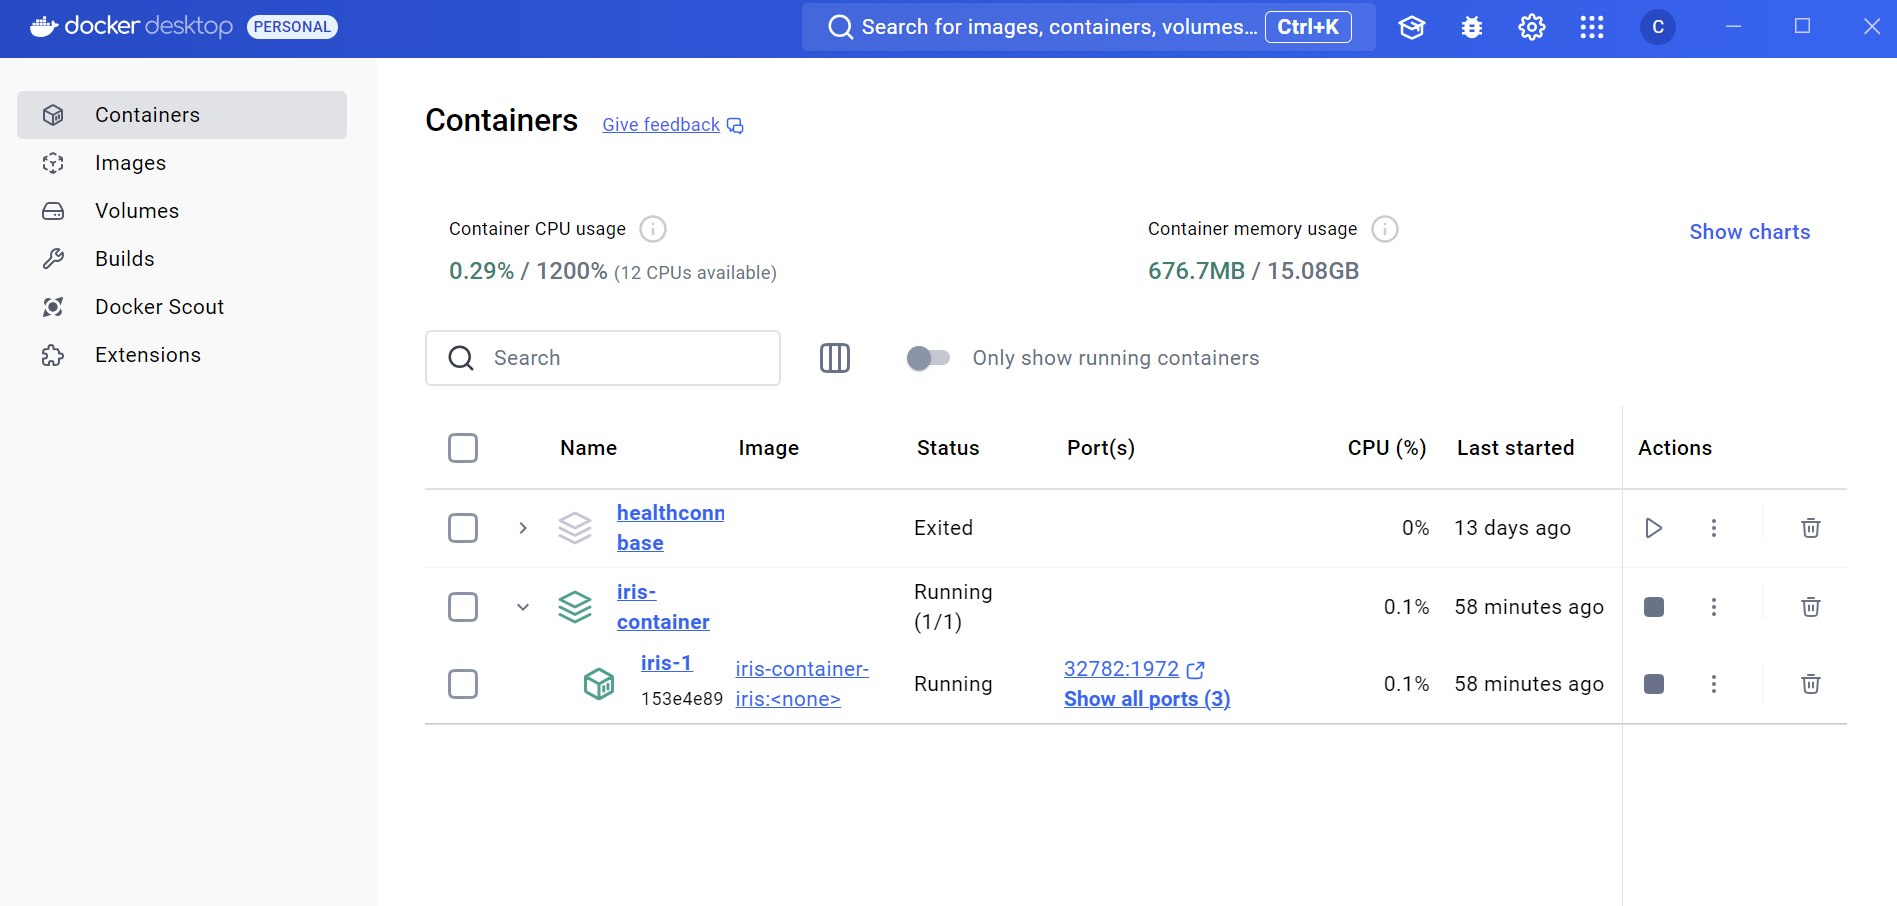 docker desktop PERSONAL
Search for images, containers, volumes... Ctrl+K
C
Containers
Images
Volumes
Builds
Docker Scout
Extensions
Containers Give feedback
Container CPU usage
0.29% / 1200% (12 CPUs available)
Container memory usage
676.7MB / 15.08GB
Show charts
Search
Only show running containers
Name Image Status Port(s) CPU (%) Last started Actions
healthconn
base
Exited 0% 13 days ago
iris-
container
Running
(1/1)
0.1% 58 minutes ago
iris-1
153e4e89
iris-container-
iris:<none>
Running
32782:1972
Show all ports (3)
0.1% 58 minutes ago